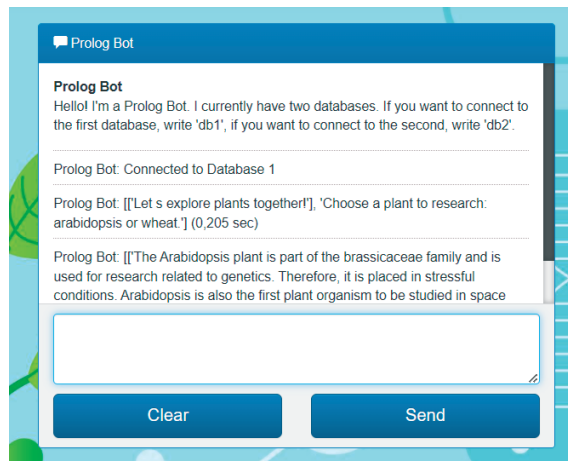 Prolog Bot
Prolog Bot
Hello! I'm a Prolog Bot. I currently have two databases. If you want to connect to
the first database, write 'db1', if you want to connect to the second, write 'db2'.
Prolog Bot: Connected to Database 1
Prolog Bot: [['Let s explore plants together!'], 'Choose a plant to research:
arabidopsis or wheat.'] (0,205 sec)
Prolog Bot: [['The Arabidopsis plant is part of the brassicaceae family and is
used for research related to genetics. Therefore, it is placed in stressful
conditions. Arabidopsis is also the first plant organism to be studied in space
Clear
Send